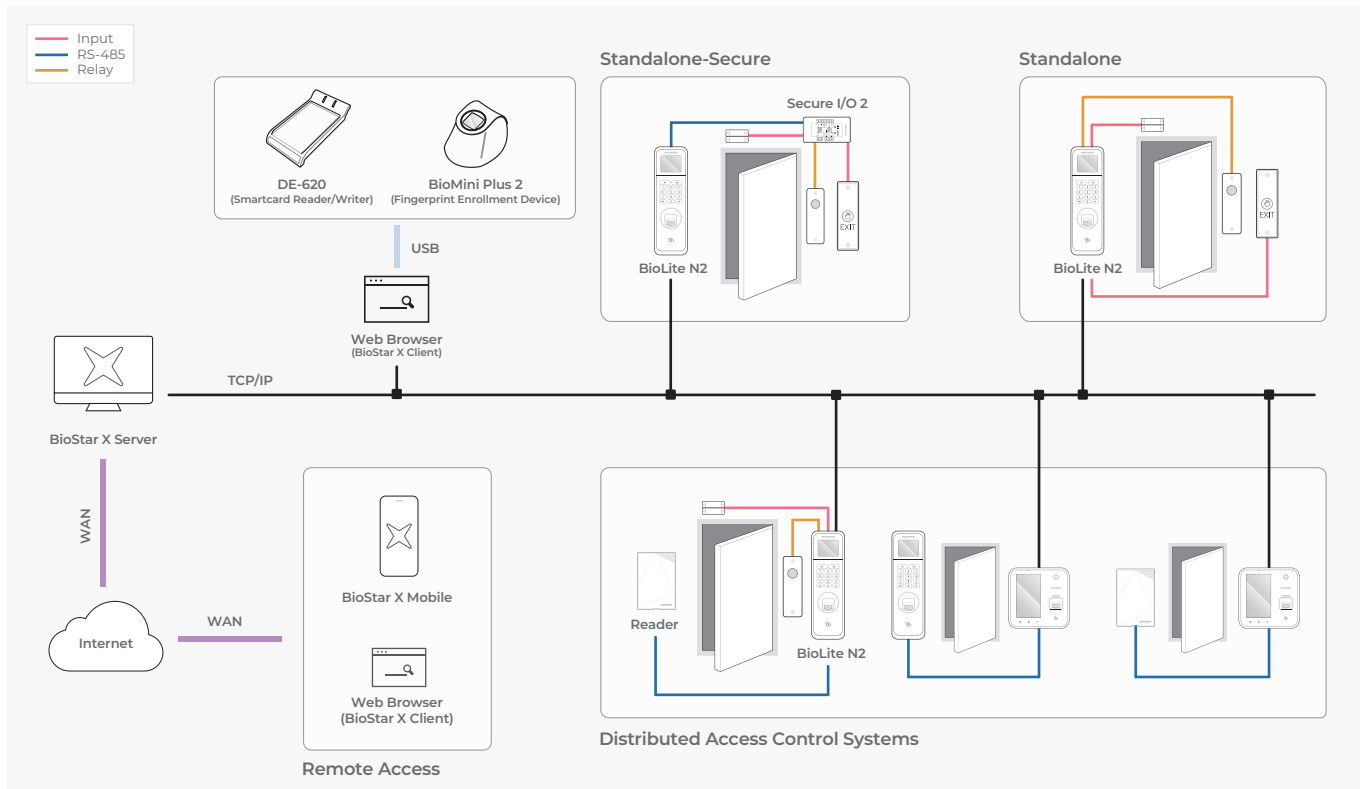 Input
RS-485
Relay
DE-620
(Smartcard Reader/Writer)
BioMini Plus 2
(Fingerprint Enrollment Device)
USB
Web Browser
(BioStar X Client)
Standalone-Secure
Secure I/O 2
EXIT
BioLite N2
Standalone
EXIT
BioLite N2
TCP/IP
BioStar X Server
WAN
Internet
WAN
BioStar X Mobile
Web Browser
(BioStar X Client)
Remote Access
Reader
BioLite N2
Distributed Access Control Systems